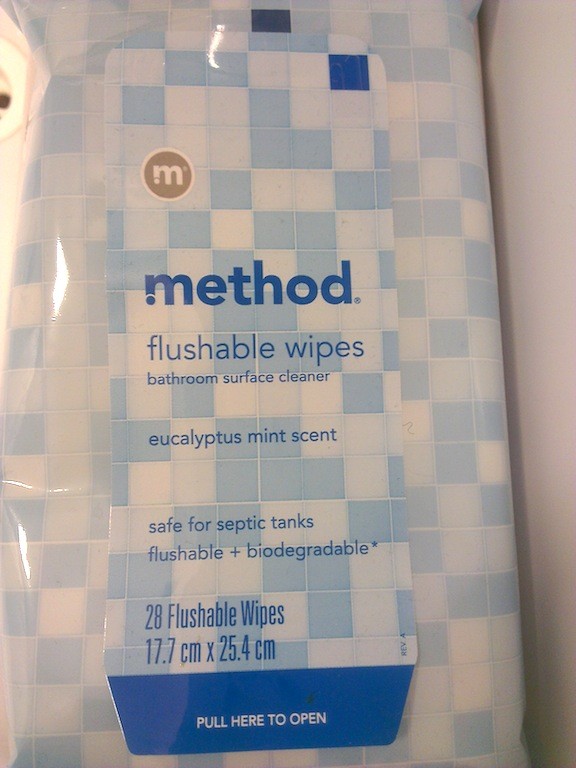 m
method®
flushable wipes
bathroom surface cleaner
eucalyptus mint scent
safe for septic tanks
flushable + biodegradable*
28 Flushable Wipes
17.7 cm x 25.4 cm
REV. A
PULL HERE TO OPEN